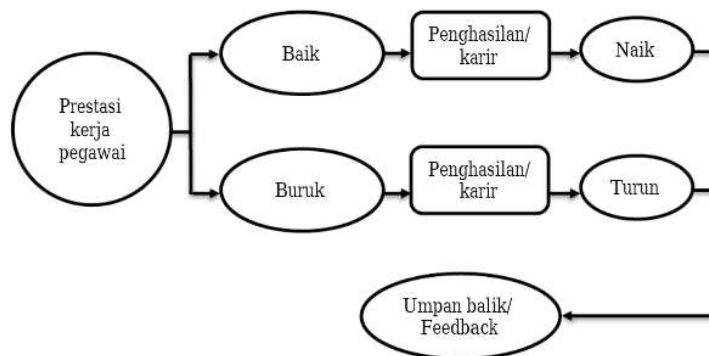 Prestasi
kerja
pegawai
Baik
Penghasilan/
karir
Naik
Buruk
Penghasilan/
karir
Turun
Umpan balik/
Feedback